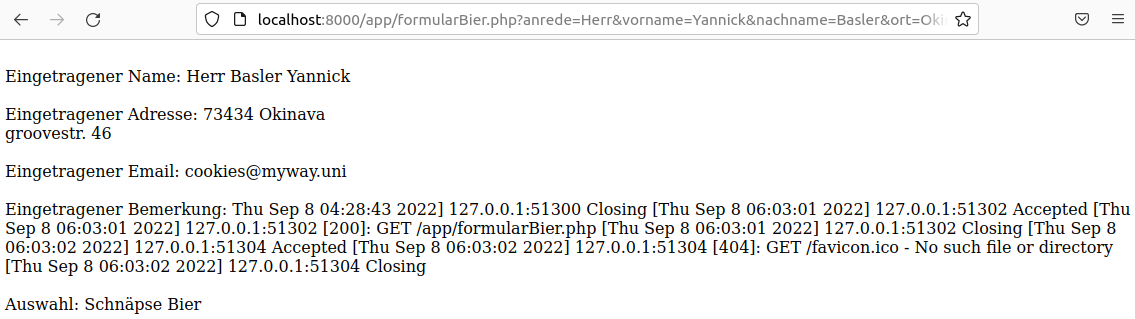 localhost:8000/app/formularBier.php?anrede=Herr&vorname=Yannick&nachname=Basler&ort=Okin
Eingetragener Name: Herr Basler Yannick
Eingetragener Adresse: 73434 Okinava
groovestr. 46
Eingetragener Email: cookies@myway.uni
Eingetragener Bemerkung: Thu Sep 8 04:28:43 2022] 127.0.0.1:51300 Closing [Thu Sep 8 06:03:01 2022] 127.0.0.1:51302 Accepted [Thu
Sep 8 06:03:01 2022] 127.0.0.1:51302 [200]: GET /app/formularBier.php [Thu Sep 8 06:03:01 2022] 127.0.0.1:51302 Closing [Thu Sep 8
06:03:02 2022] 127.0.0.1:51304 Accepted [Thu Sep 8 06:03:02 2022] 127.0.0.1:51304 [404]: GET /favicon.ico - No such file or directory
[Thu Sep 8 06:03:02 2022] 127.0.0.1:51304 Closing
Auswahl: Schnäpse Bier